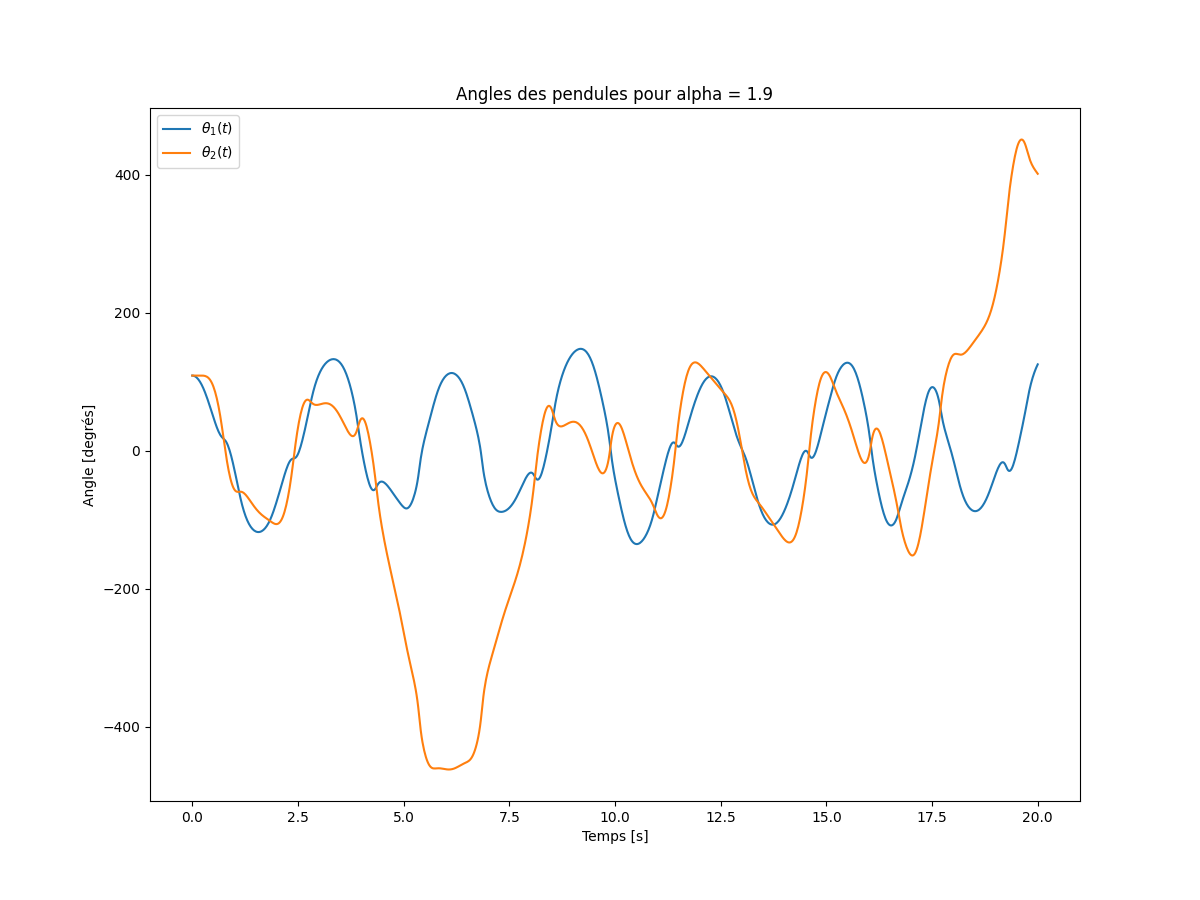 Angles des pendules pour alpha = 1.9
θ₁(t)
θ₂(t)
Angle [degrés]
400
200
0
−200
−400
0.0 2.5 5.0 7.5 10.0 12.5 15.0 17.5 20.0
Temps [s]